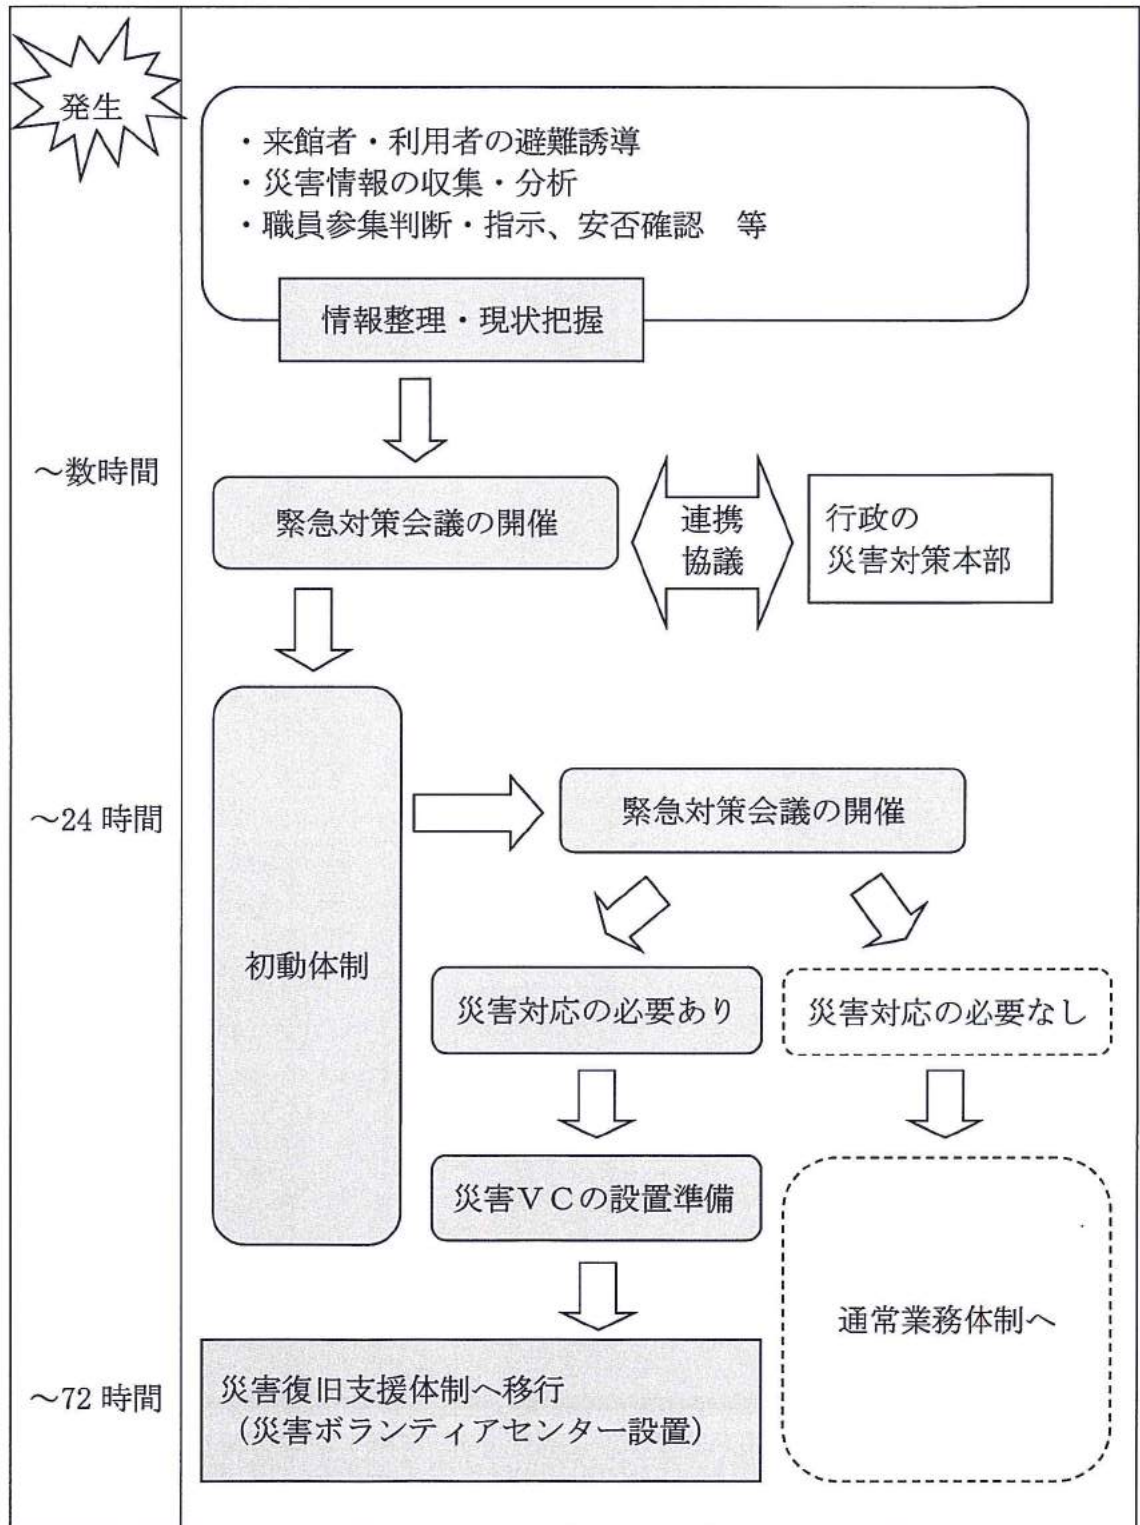 発生
・来館者・利用者の避難誘導
・災害情報の収集・分析
・職員参集判断・指示、安否確認　等
情報整理・現状把握
～数時間
緊急対策会議の開催
連携
協議
行政の
災害対策本部
～24時間
緊急対策会議の開催
初動体制
災害対応の必要あり
災害対応の必要なし
災害ＶＣの設置準備
通常業務体制へ
～72時間
災害復旧支援体制へ移行
（災害ボランティアセンター設置）